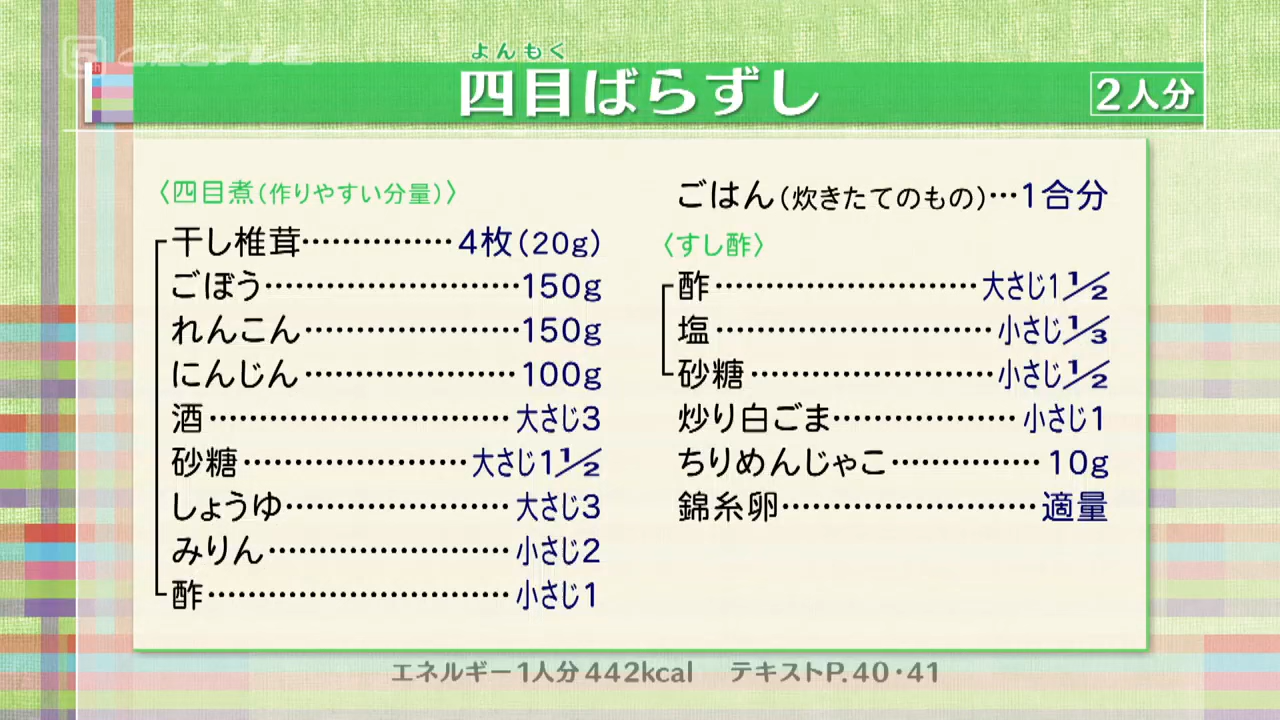 よんもく
四目ばらずし
2人分
〈四目煮(作りやすい分量)〉
干し椎茸……………4枚(20g)
ごぼう……………………150g
れんこん…………………150g
にんじん…………………100g
酒…………………………大さじ3
砂糖…………………大さじ1 1/2
しょうゆ…………………大さじ3
みりん……………………小さじ2
酢…………………………小さじ1
ごはん(炊きたてのもの)…1合分
〈すし酢〉
酢……………………大さじ1 1/2
塩………………………小さじ1/3
砂糖……………………小さじ1/2
炒り白ごま………………小さじ1
ちりめんじゃこ……………10g
錦糸卵……………………適量
エネルギー1人分442kcal テキストP.40・41